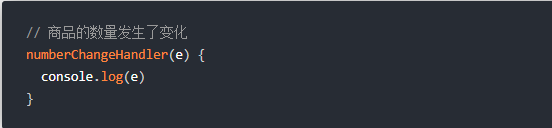 // 商品的数量发生了变化
numberChangeHandler(e) {
  console.log(e)
}